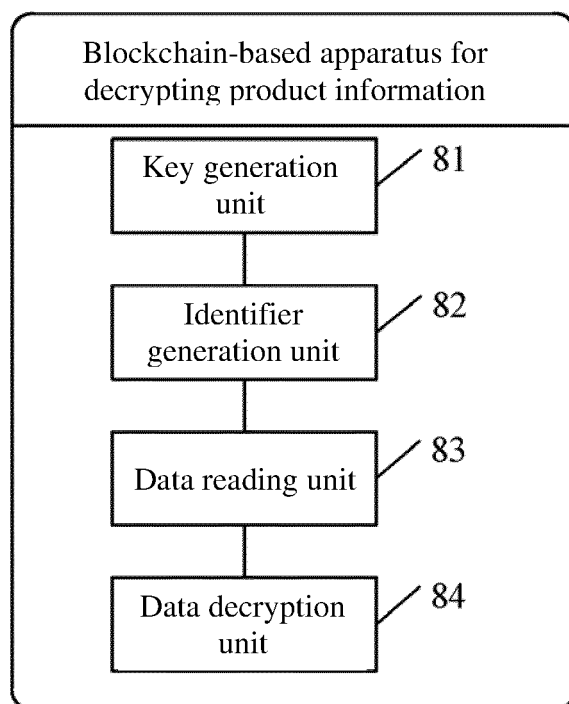 Blockchain-based apparatus for
decrypting product information
Key generation
unit
81
Identifier
generation unit
82
Data reading unit
83
Data decryption
unit
84